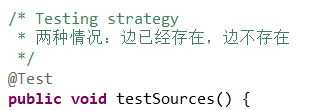 /* Testing strategy
 * 两种情况：边已经存在，边不存在
 */
@Test
public void testSources() {